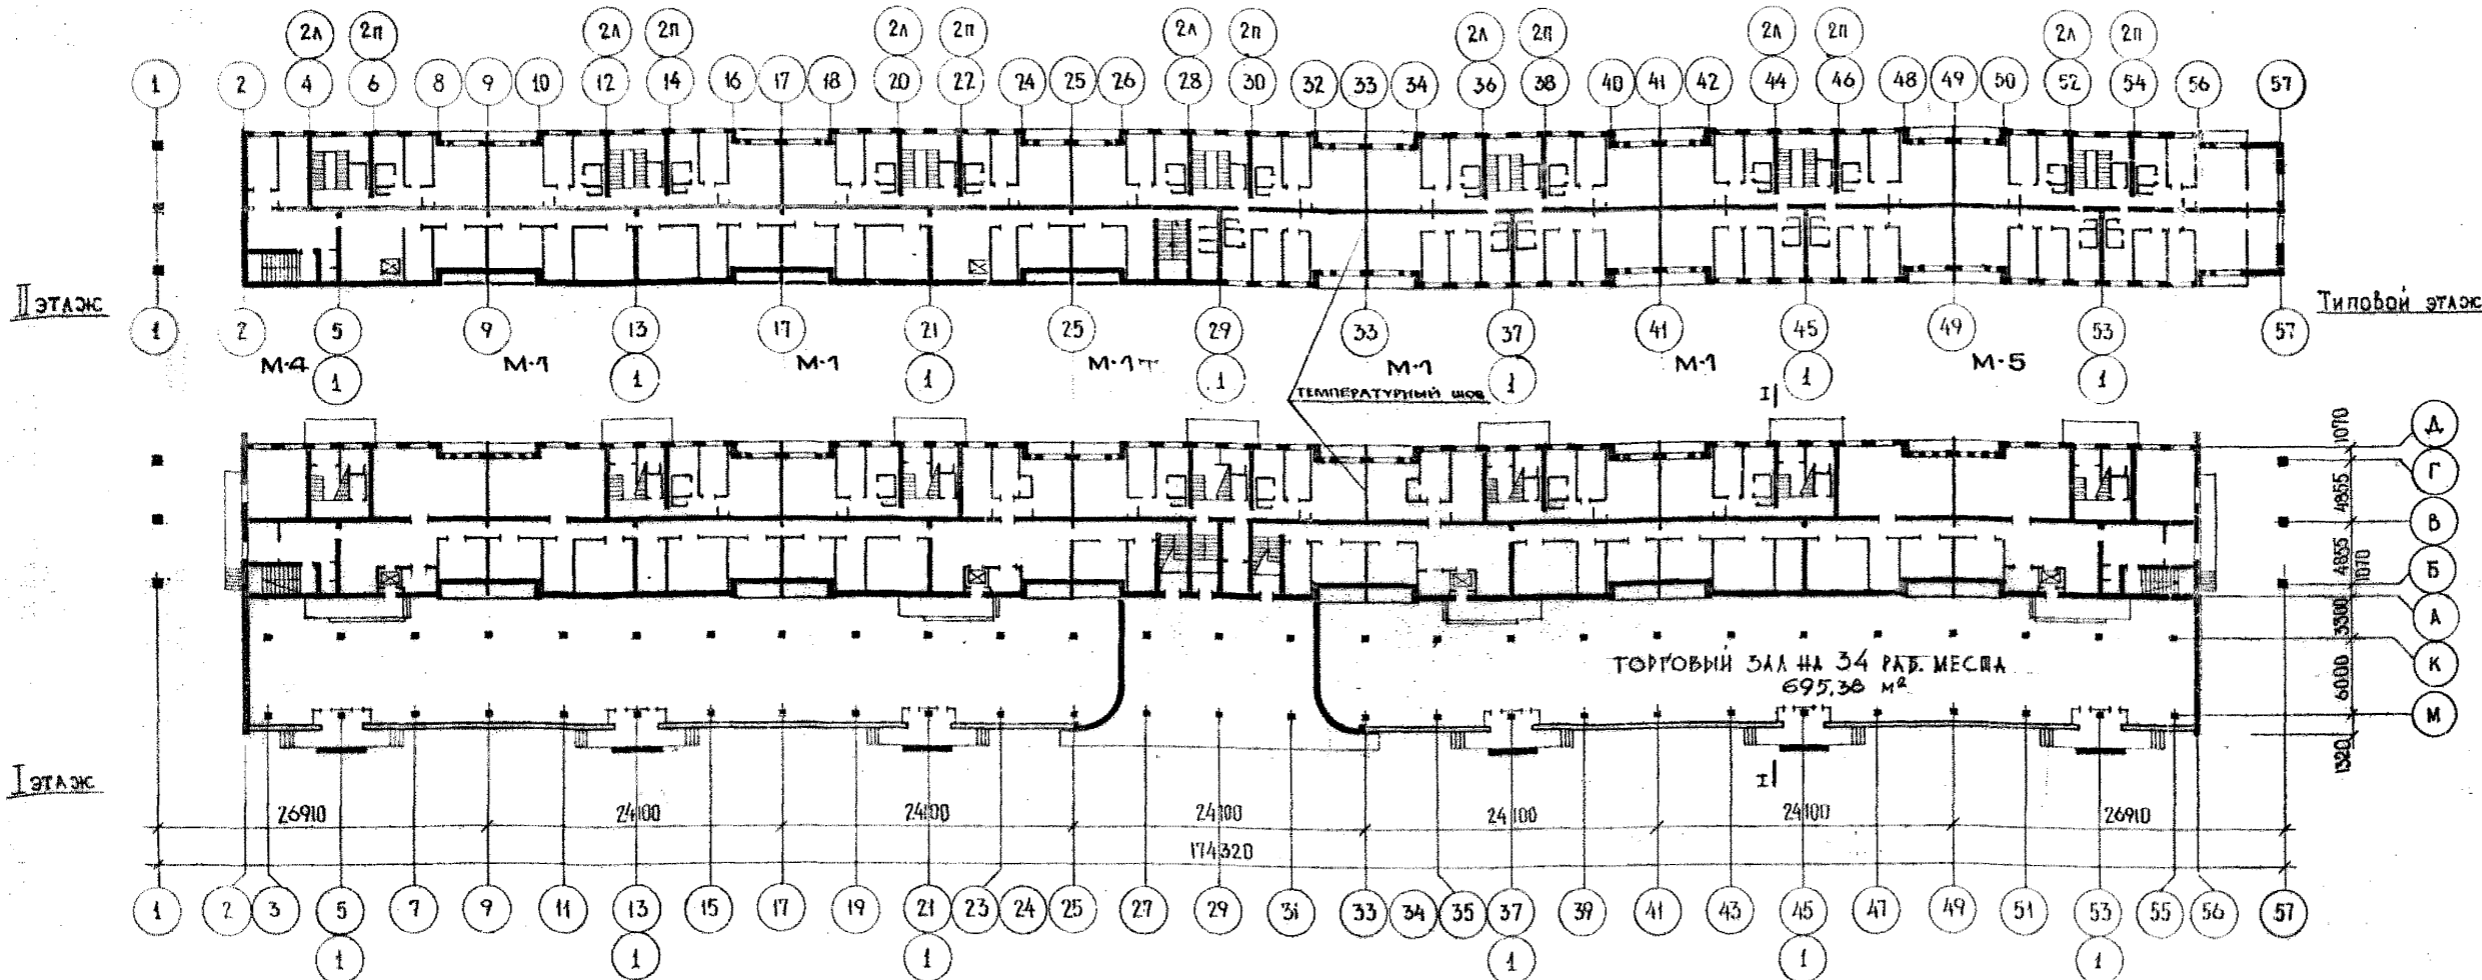 2л 2п 2л 2п 2л 2п 2л 2п 2л 2п 2л 2п 2л 2п
1 2 4 6 8 9 10 12 14 16 17 18 20 22 24 25 26 28 30 32 33 34 36 38 40 41 42 44 46 48 49 50 52 54 56 57
II этаж
Типовой этаж
1 2 5 9 13 17 21 25 29 33 37 41 45 49 53 57
М-4 М-1 М-1 М-1т М-1 М-1 М-5
1 1 1 1 1 1 1
температурный шов
I I
Д
Г
В
Б
А
К
М
1070
4855
4855
1070
3300
6000
1320
ТОРГОВЫЙ ЗАЛ НА 34 РАБ. МЕСТА
695.38 м²
I этаж
26910 24100 24100 24100 24100 24100 26910
174320
1 2 3 5 7 9 11 13 15 17 19 21 23 24 25 27 29 31 33 34 35 37 39 41 43 45 47 49 51 53 55 56 57
1 1 1 1 1 1